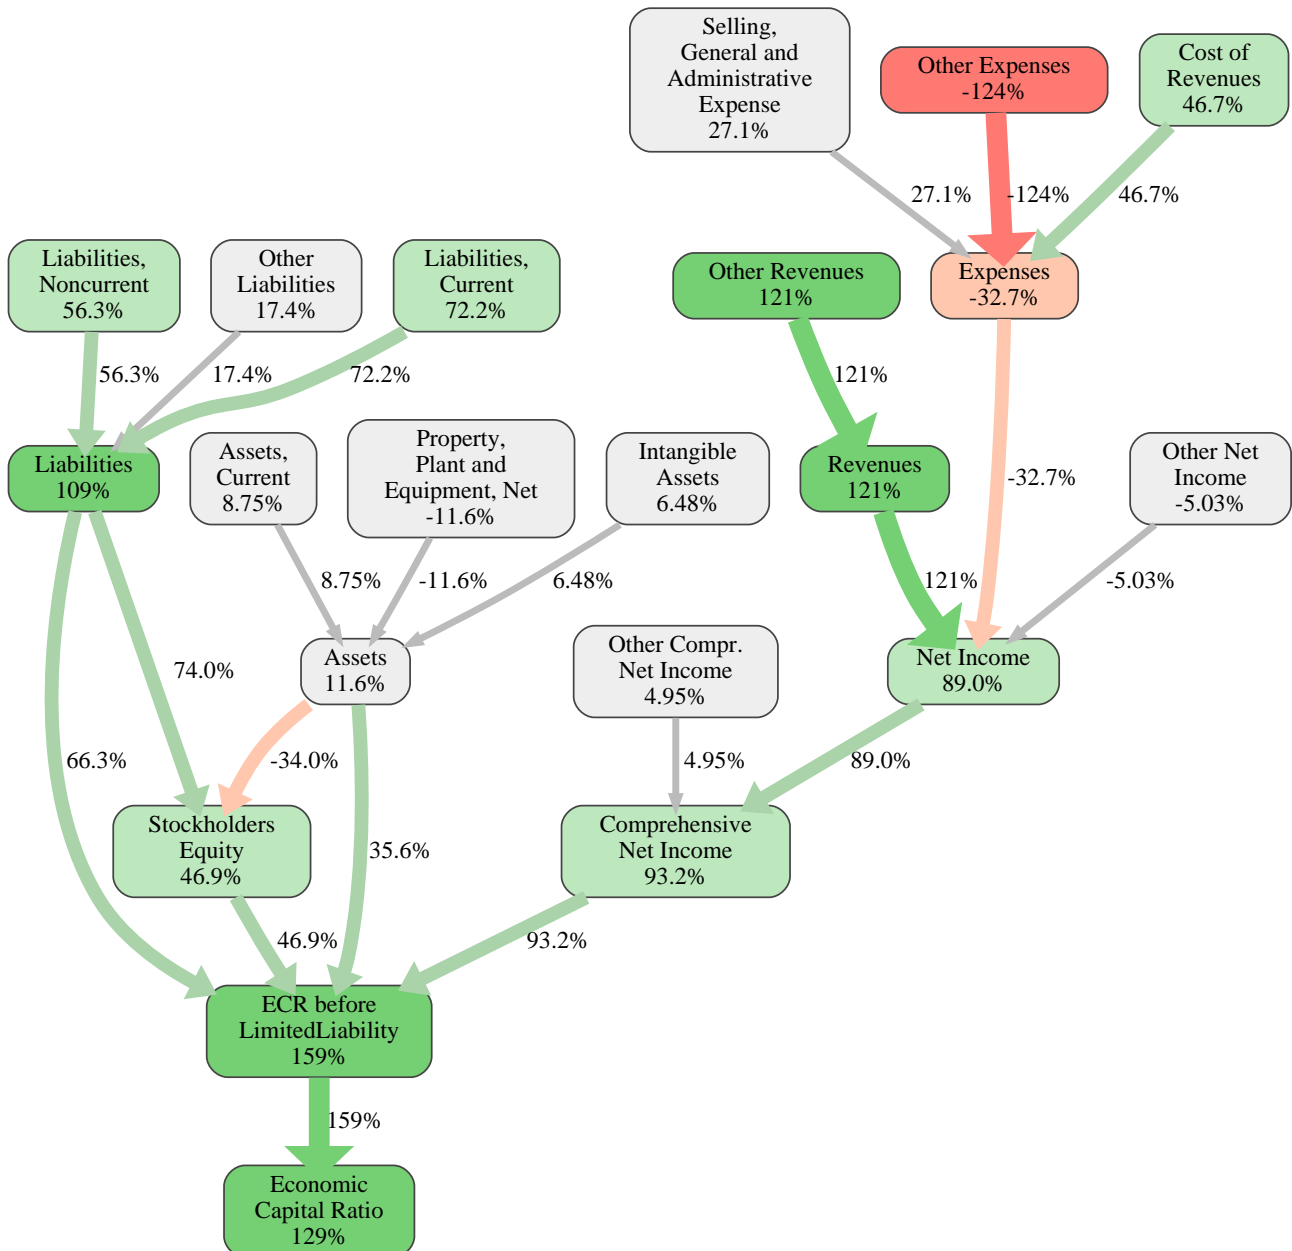 Selling,
General and
Administrative
Expense
27.1%
Other Expenses
-124%
Cost of
Revenues
46.7%
27.1%
-124%
46.7%
Liabilities,
Noncurrent
56.3%
Other
Liabilities
17.4%
Liabilities,
Current
72.2%
Other Revenues
121%
Expenses
-32.7%
56.3%
17.4%
72.2%
121%
Liabilities
109%
Assets,
Current
8.75%
Property,
Plant and
Equipment, Net
-11.6%
Intangible
Assets
6.48%
Revenues
121%
-32.7%
Other Net
Income
-5.03%
8.75%
-11.6%
6.48%
121%
-5.03%
74.0%
Assets
11.6%
Other Compr.
Net Income
4.95%
Net Income
89.0%
66.3%
-34.0%
4.95%
89.0%
Stockholders
Equity
46.9%
35.6%
Comprehensive
Net Income
93.2%
46.9%
93.2%
ECR before
LimitedLiability
159%
159%
Economic
Capital Ratio
129%